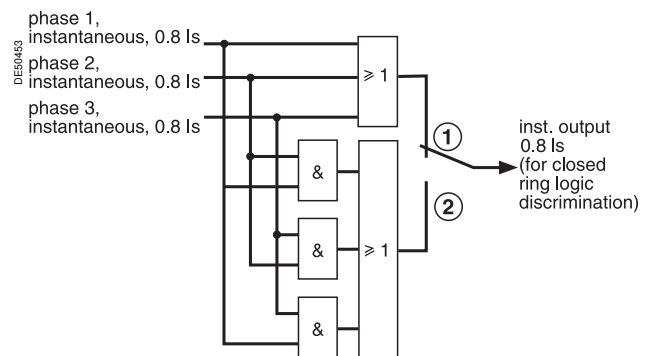 phase 1,
instantaneous, 0.8 Is
DE50453
phase 2,
instantaneous, 0.8 Is
phase 3,
instantaneous, 0.8 Is
≥ 1
1
inst. output
0.8 Is
(for closed
ring logic
discrimination)
&
2
&
≥ 1
&